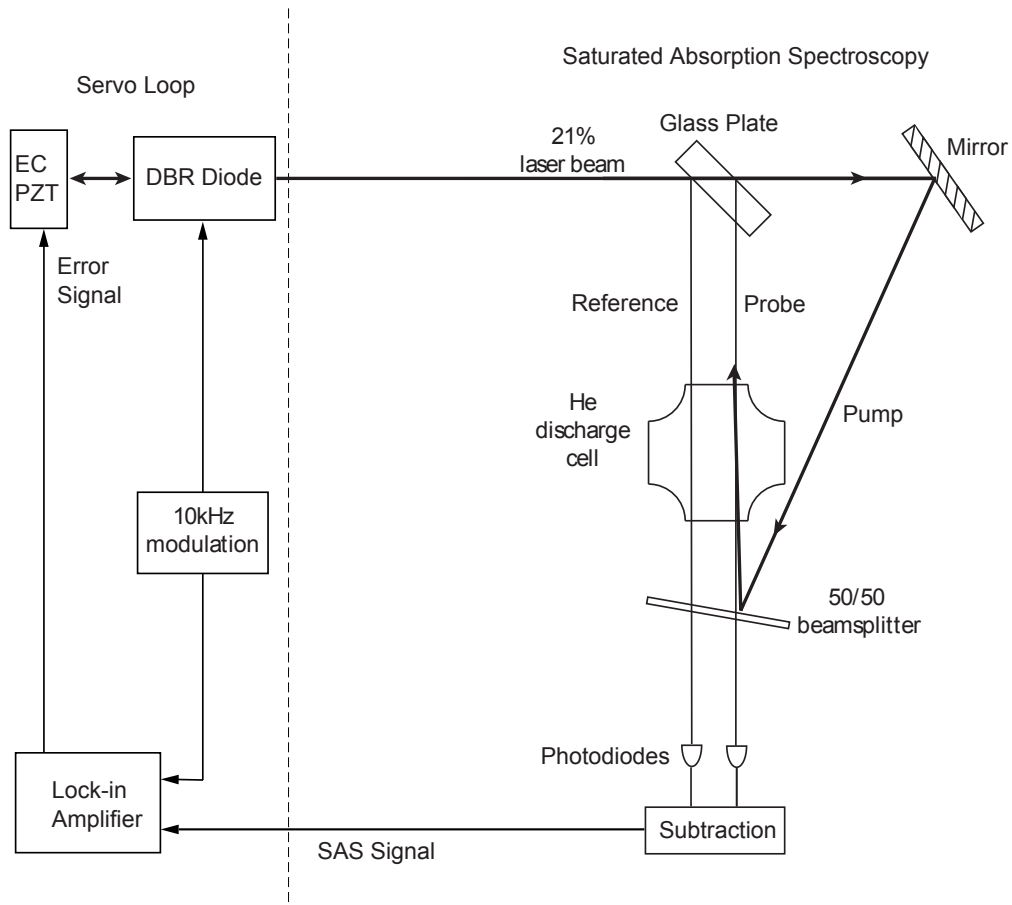 Saturated Absorption Spectroscopy
Servo Loop
Glass Plate
21%
laser beam
Mirror
EC
PZT
DBR Diode
Error
Signal
Reference
Probe
He
discharge
cell
Pump
10kHz
modulation
50/50
beamsplitter
Photodiodes
Lock-in
Amplifier
Subtraction
SAS Signal